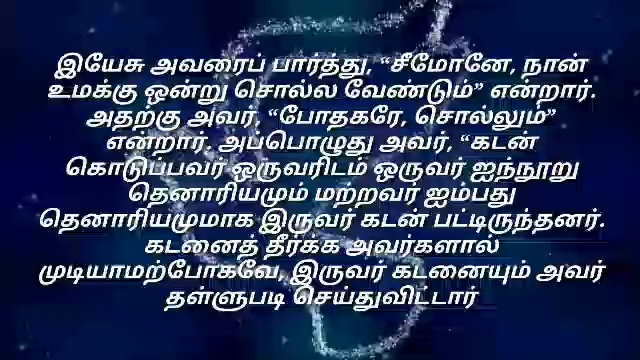 இயேசு அவரைப் பார்த்து, “சீமோனே, நான்
உமக்கு ஒன்று சொல்ல வேண்டும்” என்றார்.
அதற்கு அவர், “போதகரே, சொல்லும்”
என்றார். அப்பொழுது அவர், “கடன்
கொடுப்பவர் ஒருவரிடம் ஒருவர் ஐந்நூறு
தெனாரியமும் மற்றவர் ஐம்பது
தெனாரியமுமாக இருவர் கடன் பட்டிருந்தனர்.
கடனைத் தீர்க்க அவர்களால்
முடியாமற்போகவே, இருவர் கடனையும் அவர்
தள்ளுபடி செய்துவிட்டார்